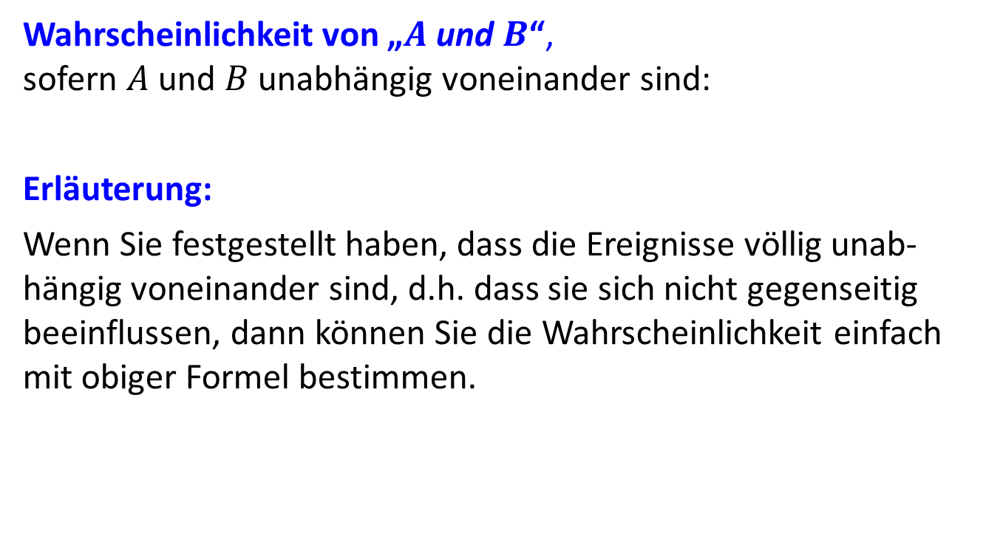 Wahrscheinlichkeit von „A und B“,
sofern A und B unabhängig voneinander sind:
Erläuterung:
Wenn Sie festgestellt haben, dass die Ereignisse völlig unab-
hängig voneinander sind, d.h. dass sie sich nicht gegenseitig
beeinflussen, dann können Sie die Wahrscheinlichkeit einfach
mit obiger Formel bestimmen.